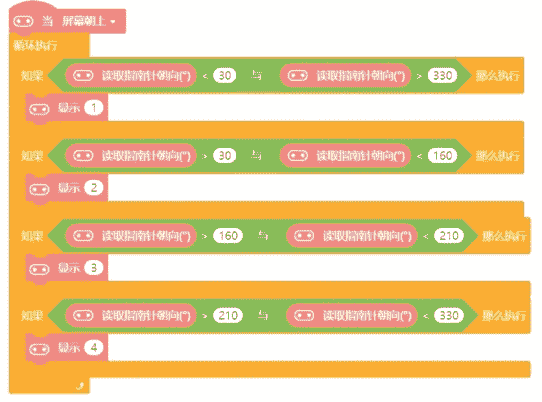 当 屏幕朝上
循环执行
如果 读取指南针朝向(°) < 30 与 读取指南针朝向(°) > 330 那么执行
显示 1
如果 读取指南针朝向(°) > 30 与 读取指南针朝向(°) < 160 那么执行
显示 2
如果 读取指南针朝向(°) > 160 与 读取指南针朝向(°) < 210 那么执行
显示 3
如果 读取指南针朝向(°) > 210 与 读取指南针朝向(°) < 330 那么执行
显示 4